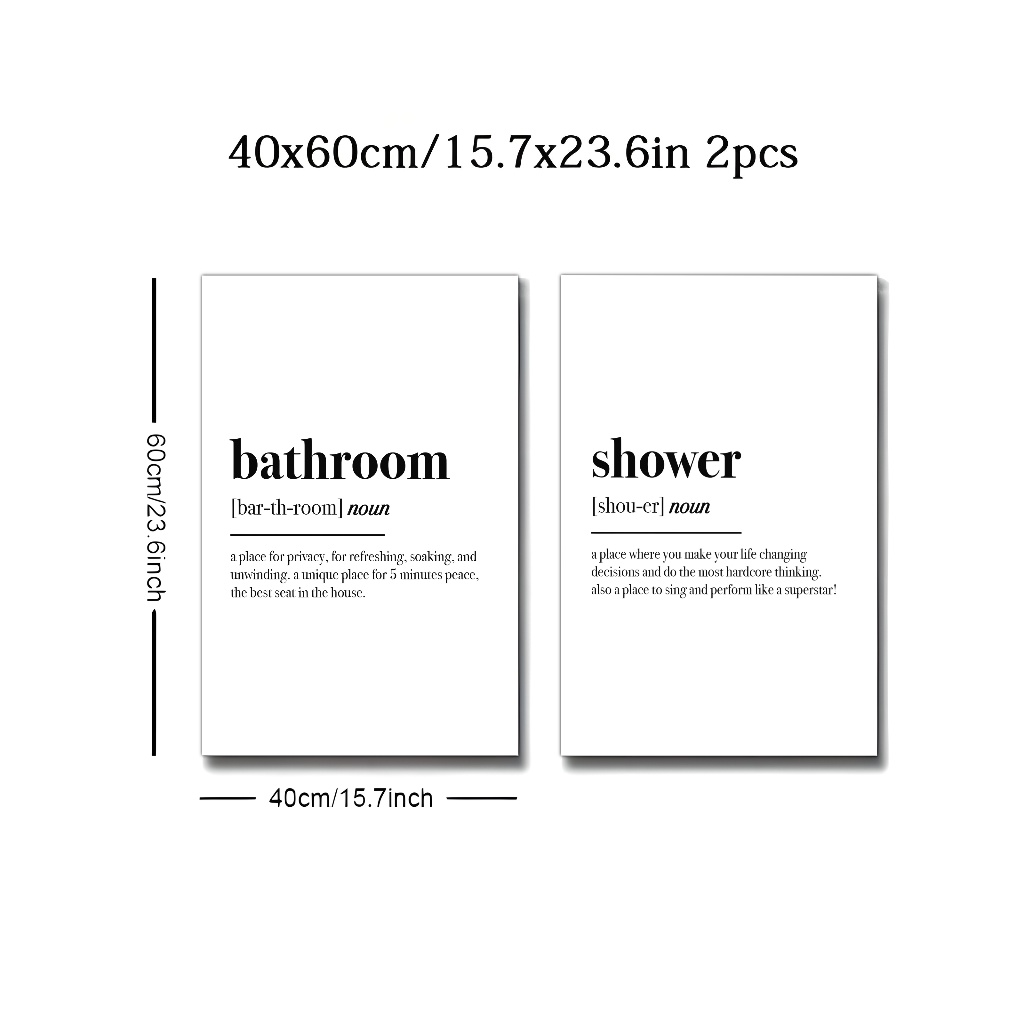 40x60cm/15.7x23.6in 2pcs
60cm/23.6inch
bathroom
[bar-th-room] noun
a place for privacy, for refreshing, soaking, and
unwinding. a unique place for 5 minutes peace,
the best seat in the house.
shower
[shou-er] noun
a place where you make your life changing
decisions and do the most hardcore thinking.
also a place to sing and perform like a superstar!
40cm/15.7inch